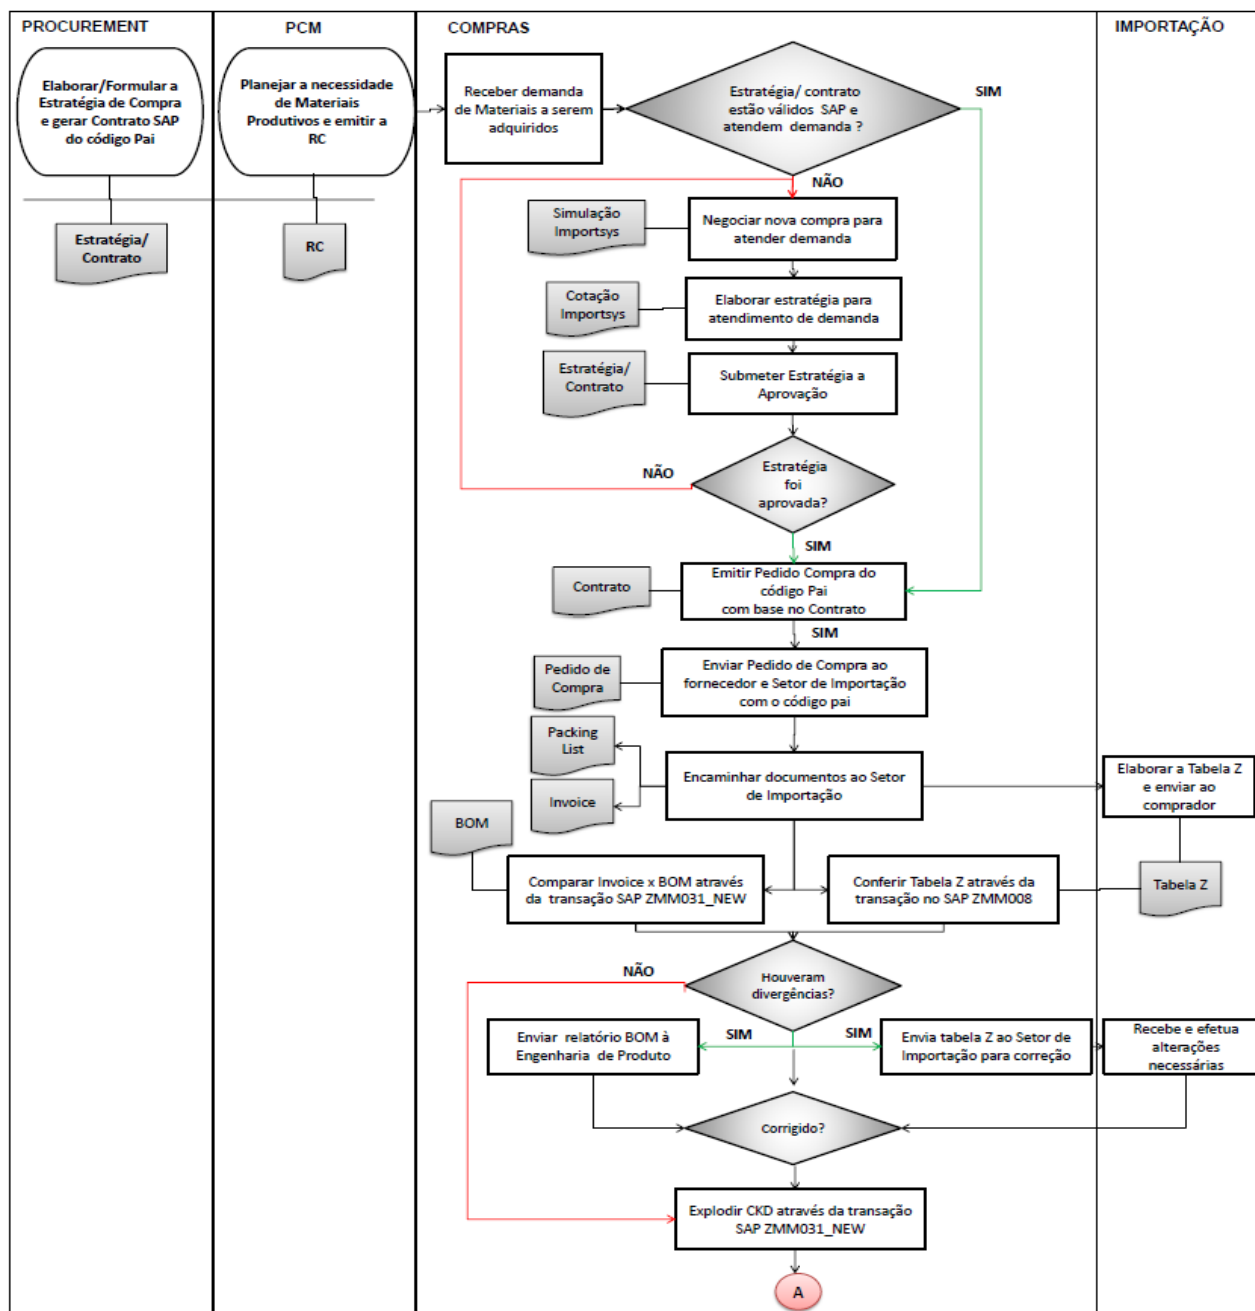 PROCUREMENT
PCM
COMPRAS
IMPORTAÇÃO
Elaborar/Formular a
Estratégia de Compra
e gerar Contrato SAP
do código Pai
Planejar a necessidade
de Materiais
Produtivos e emitir a
RC
Receber demanda
de Materiais a serem
adquiridos
Estratégia/ contrato
estão válidos SAP e
atendem demanda ?
SIM
NÃO
Estratégia/
Contrato
RC
Simulação
Importsys
Negociar nova compra para
atender demanda
Cotação
Importsys
Elaborar estratégia para
atendimento de demanda
Estratégia/
Contrato
Submeter Estratégia a
Aprovação
NÃO
Estratégia
foi
aprovada?
SIM
Contrato
Emitir Pedido Compra do
código Pai
com base no Contrato
SIM
Pedido de
Compra
Enviar Pedido de Compra ao
fornecedor e Setor de Importação
com o código pai
Packing
List
Invoice
Encaminhar documentos ao Setor
de Importação
Elaborar a Tabela Z
e enviar ao
comprador
BOM
Comparar Invoice x BOM através
da transação SAP ZMM031_NEW
Conferir Tabela Z através da
transação no SAP ZMM008
Tabela Z
NÃO
Houveram
divergências?
Enviar relatório BOM à
Engenharia de Produto
SIM
SIM
Envia tabela Z ao Setor de
Importação para correção
Recebe e efetua
alterações
necessárias
Corrigido?
Explodir CKD através da transação
SAP ZMM031_NEW
A